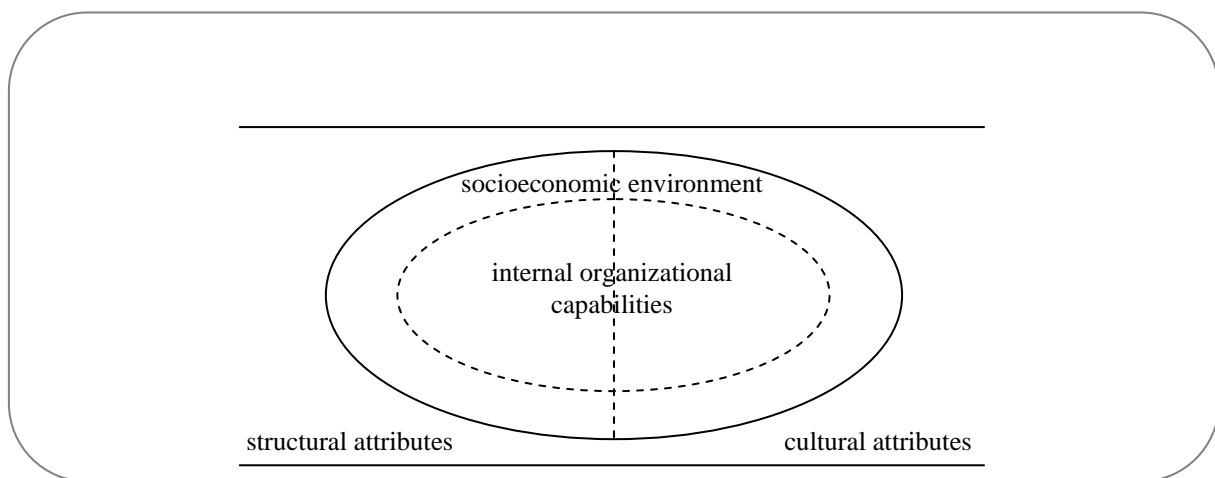 socioeconomic environment
internal organizational
capabilities
structural attributes
cultural attributes